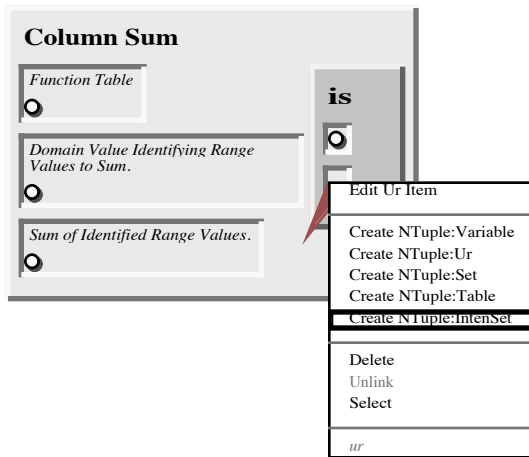 Column Sum
Function Table
Domain Value Identifying Range
Values to Sum.
Sum of Identified Range Values.
is
Edit Ur Item
Create NTuple:Variable
Create NTuple:Ur
Create NTuple:Set
Create NTuple:Table
Create NTuple:IntenSet
Delete
Unlink
Select
ur